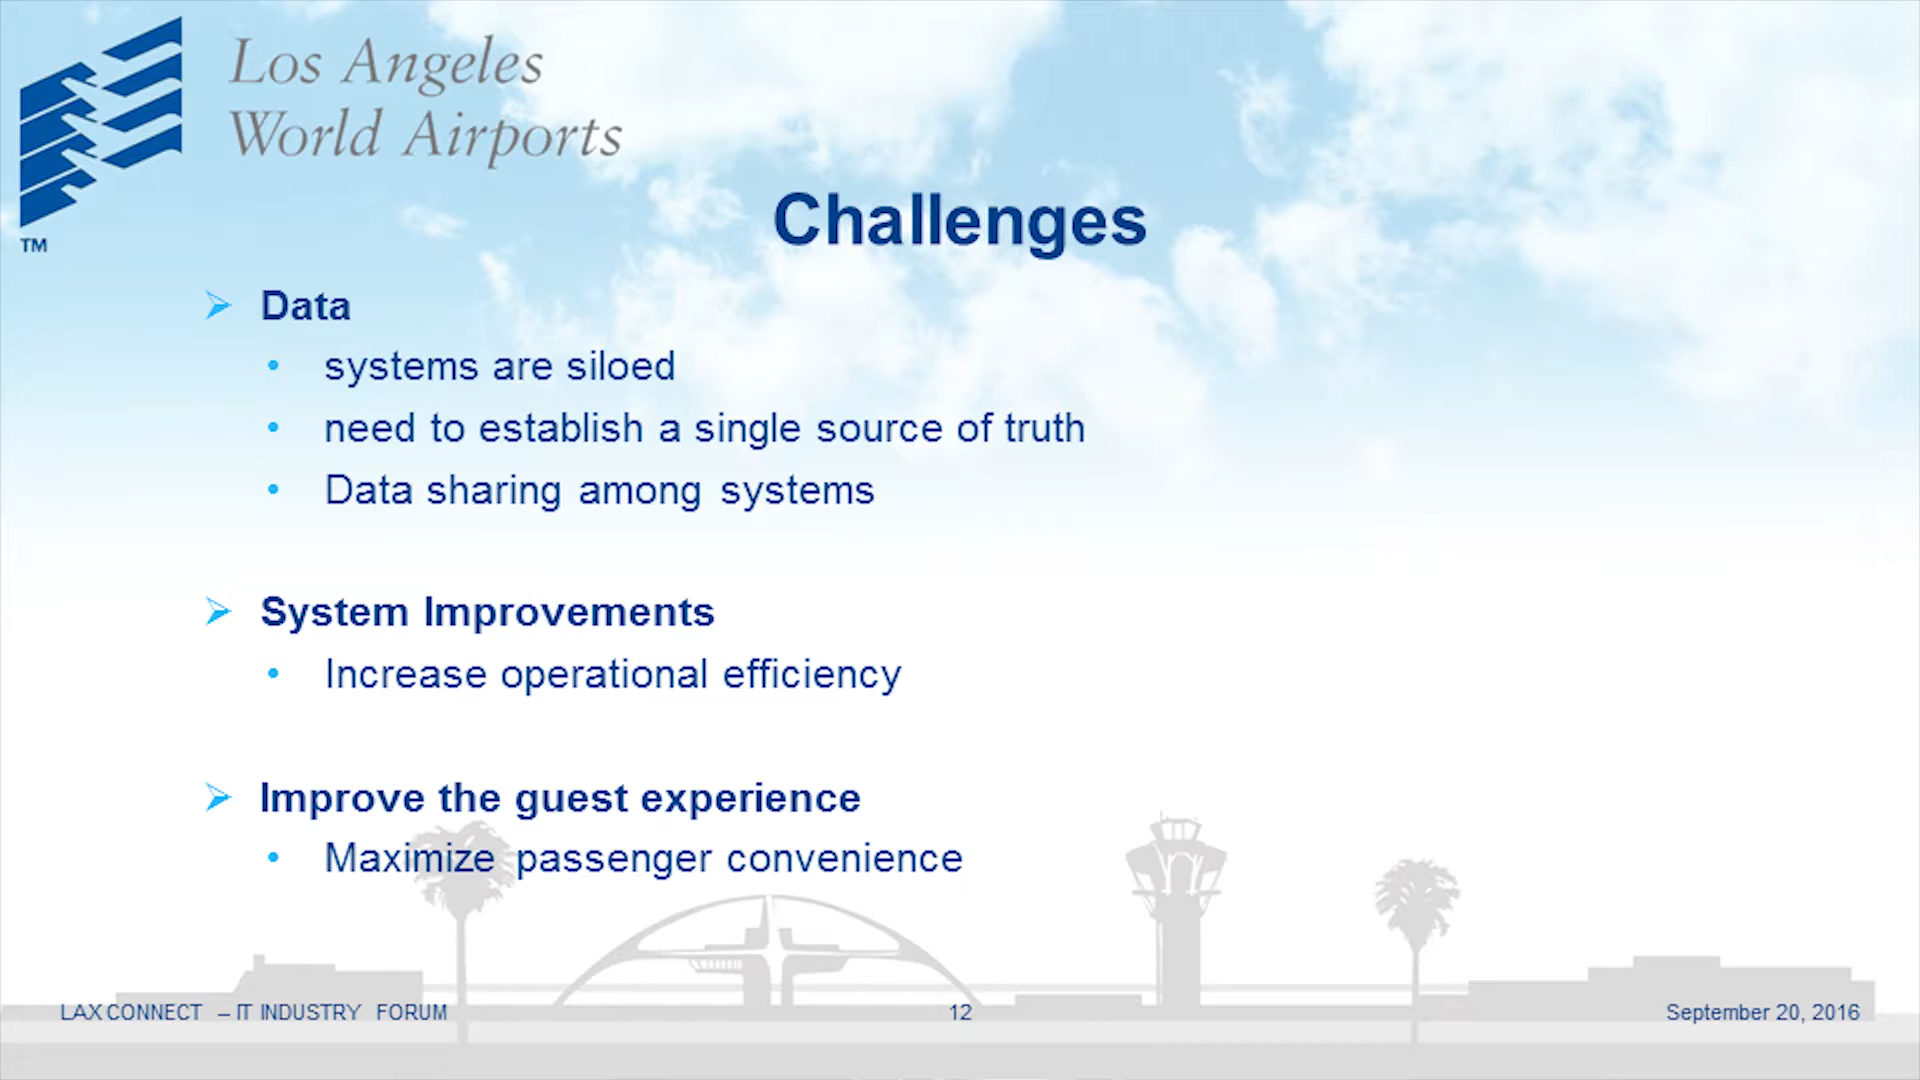 Los Angeles
World Airports
TM
Challenges
Data
systems are siloed
need to establish a single source of truth
Data sharing among systems
System Improvements
Increase operational efficiency
Improve the guest experience
Maximize passenger convenience
LAX CONNECT – IT INDUSTRY FORUM
12
September 20, 2016